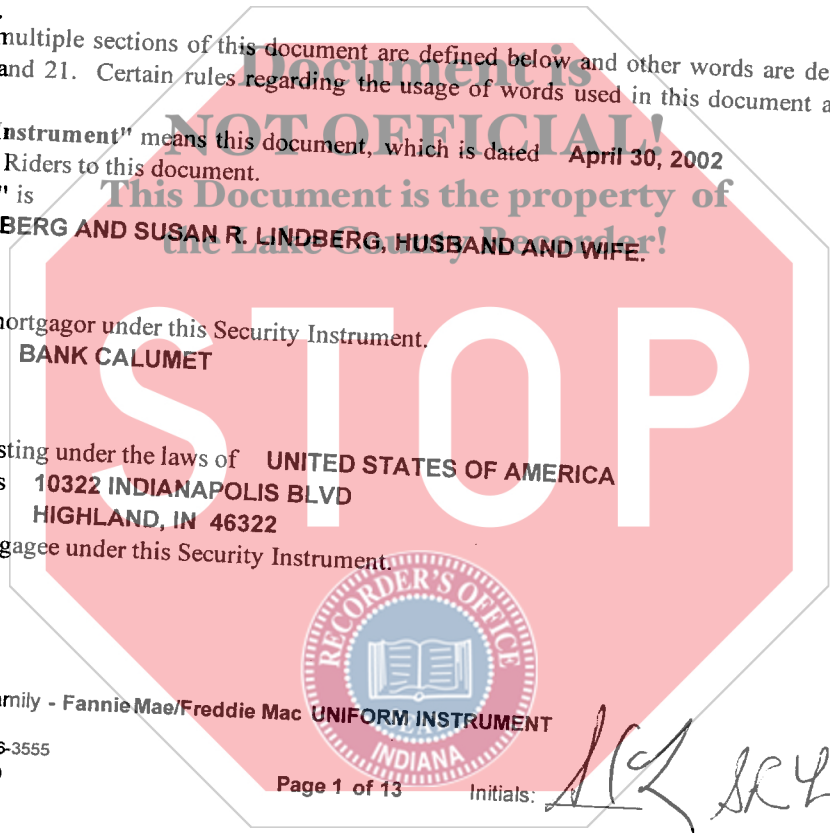 multiple sections of this document are defined below and other words are de
and 21. Certain rules regarding the usage of words used in this document a
Document is
nstrument" means this document, which is dated April 30, 2002
NOT OFFICIAL!
Riders to this document.
This Document is the property of
" is
BERG AND SUSAN R. LINDBERG, HUSBAND AND WIFE.
the Lake County Recorder!
ortgagor under this Security Instrument.
BANK CALUMET
STOP
sting under the laws of UNITED STATES OF AMERICA
s 10322 INDIANAPOLIS BLVD
HIGHLAND, IN 46322
gagee under this Security Instrument.
RECORDER'S OFFICE
INDIANA
amily - Fannie Mae/Freddie Mac UNIFORM INSTRUMENT
6-3555
Page 1 of 13 Initials: SRL